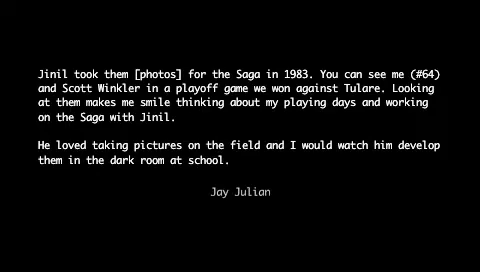 Jinil took them [photos] for the Saga in 1983. You can see me (#64)
and Scott Winkler in a playoff game we won against Tulare. Looking
at them makes me smile thinking about my playing days and working
on the Saga with Jinil.
He loved taking pictures on the field and I would watch him develop
them in the dark room at school.
Jay Julian